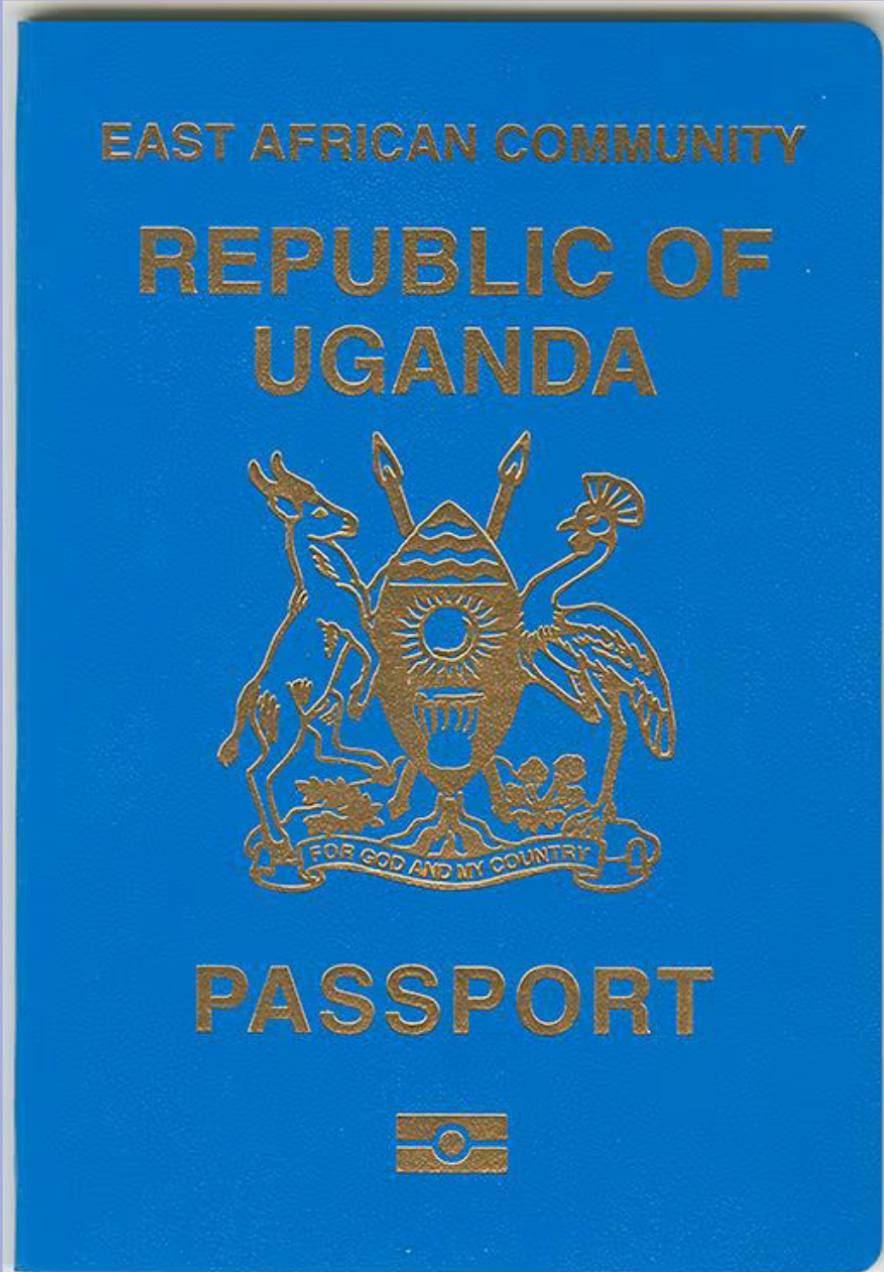 EAST AFRICAN COMMUNITY
REPUBLIC OF
UGANDA
FOR GOD AND MY COUNTRY
PASSPORT